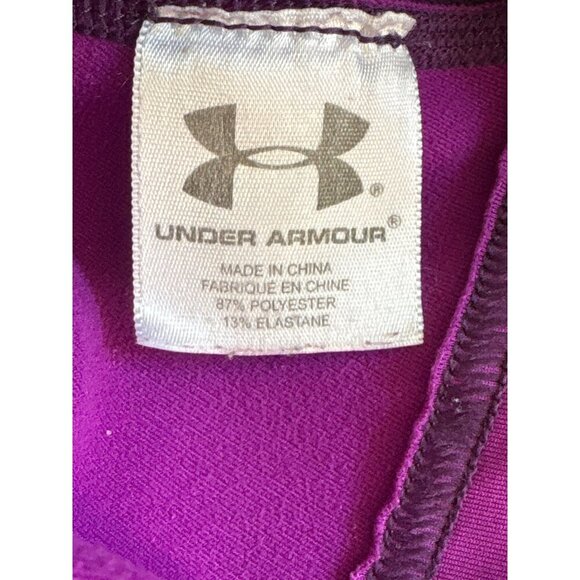 ®
UNDER ARMOUR®
MADE IN CHINA
FABRIQUÉ EN CHINE
87% POLYESTER
13% ELASTANE